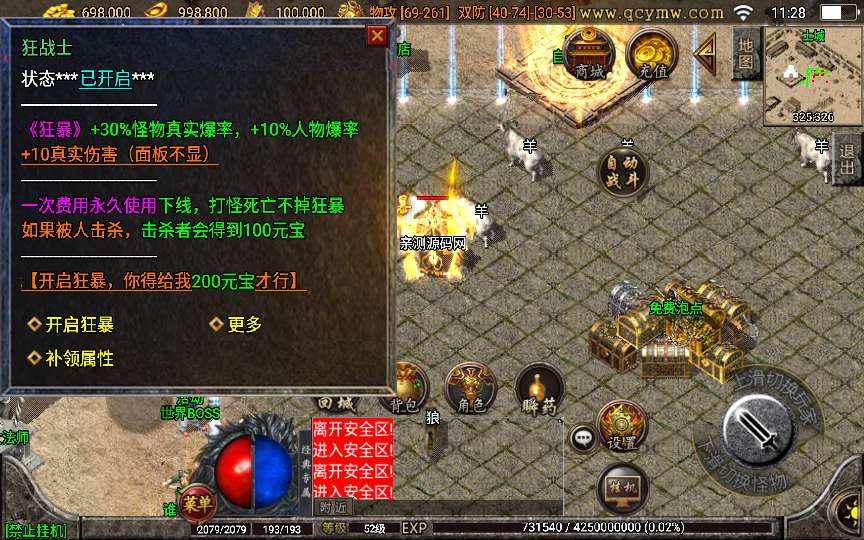 698.000 998.800 100.000 物攻 [69-261] 双防 [40-74]-[30-53] www.qcymw.com 11:28
狂战士
状态***已开启***
《狂暴》+30%怪物真实爆率，+10%人物爆率
+10真实伤害（面板不显）
一次费用永久使用下线，打怪死亡不掉狂暴
如果被人击杀，击杀者会得到100元宝
【开启狂暴，你得给我200元宝才行】
开启狂暴 更多
补领属性
店
自
商城
充值
地图
土城
325:326
羊
羊
羊
自动战斗
退出
亲测源码网
免费泡点
回城
背包
角色
瞬药
上滑切换玩家
下滑切换怪物
狼
设置
挂机
活动
世界BOSS
法师
离开安全区!
进入安全区!
离开安全区!
进入安全区!
经典专属
附近
谁
菜单
[禁止挂机]
2079/2079 193/193 等级 52级 EXP 731540 / 4250000000 (0.02%)